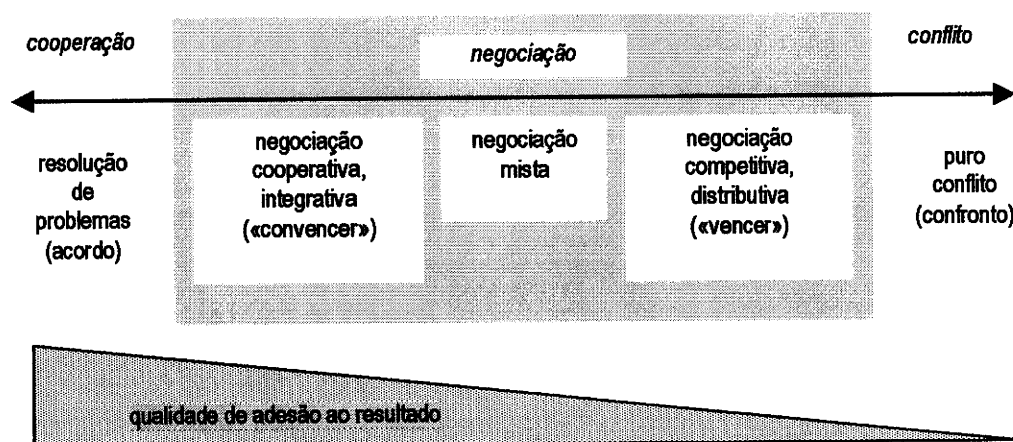 cooperação
negociação
conflito
resolução
de
problemas
(acordo)
negociação
cooperativa,
integrativa
(«convencer»)
negociação
mista
negociação
competitiva,
distributiva
(«vencer»)
puro
conflito
(confronto)
qualidade de adesão ao resultado